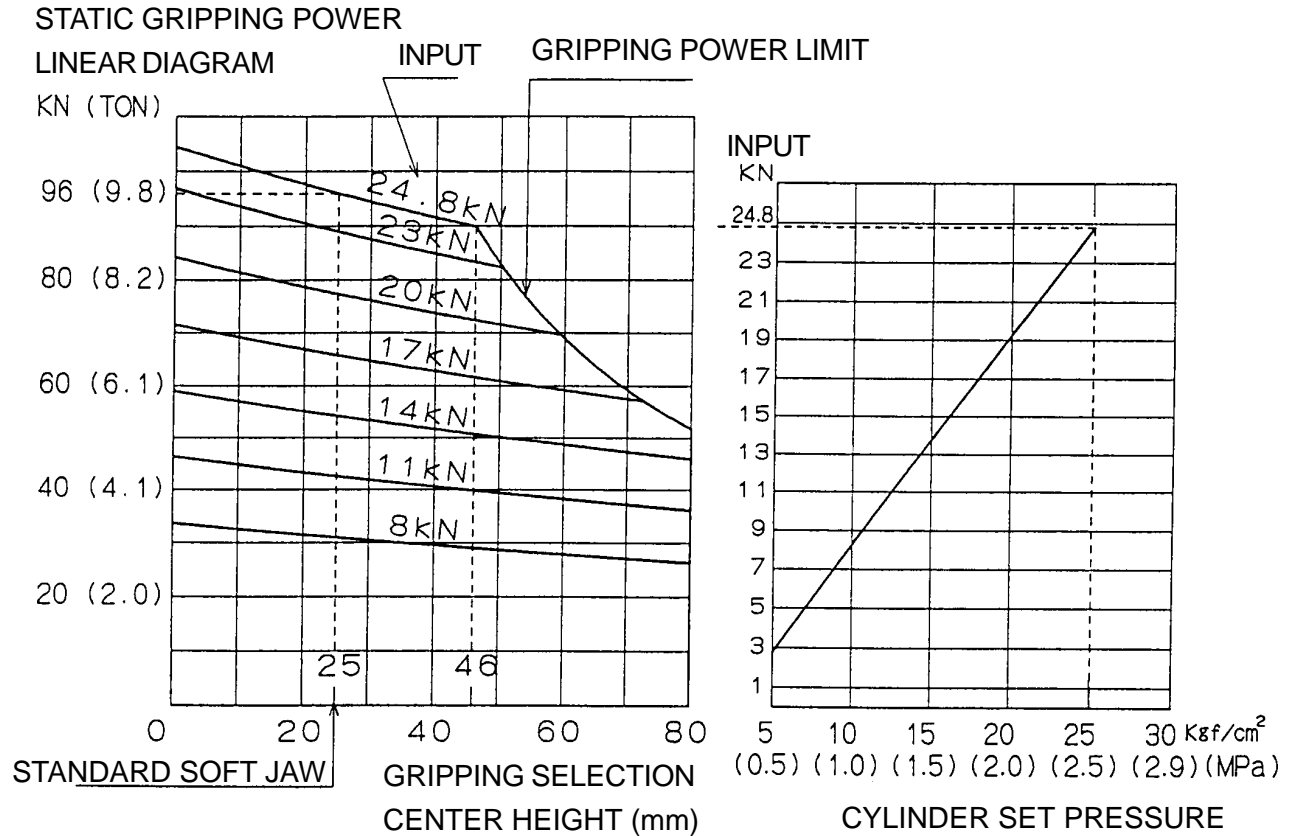 STATIC GRIPPING POWER
LINEAR DIAGRAM
INPUT
GRIPPING POWER LIMIT
KN (TON)
96 (9.8)
80 (8.2)
60 (6.1)
40 (4.1)
20 (2.0)
24.8KN
23KN
20KN
17KN
14KN
11KN
8KN
25
46
0 20 40 60 80
STANDARD SOFT JAW
GRIPPING SELECTION
CENTER HEIGHT (mm)
INPUT
KN
24.8
23
21
19
17
15
13
11
9
7
5
3
1
5 10 15 20 25 30 Kgf/cm²
(0.5) (1.0) (1.5) (2.0) (2.5) (2.9) (MPa)
CYLINDER SET PRESSURE